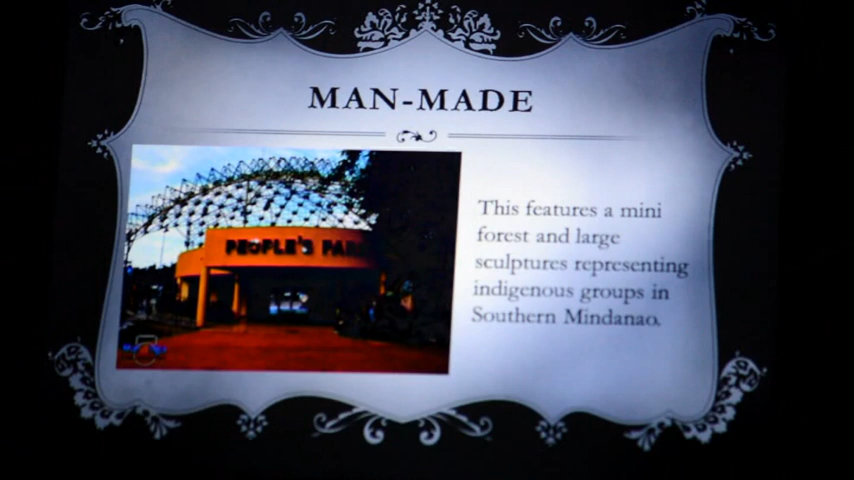 MAN-MADE
PEOPLE'S PARK
This features a mini
forest and large
sculptures representing
indigenous groups in
Southern Mindanao.